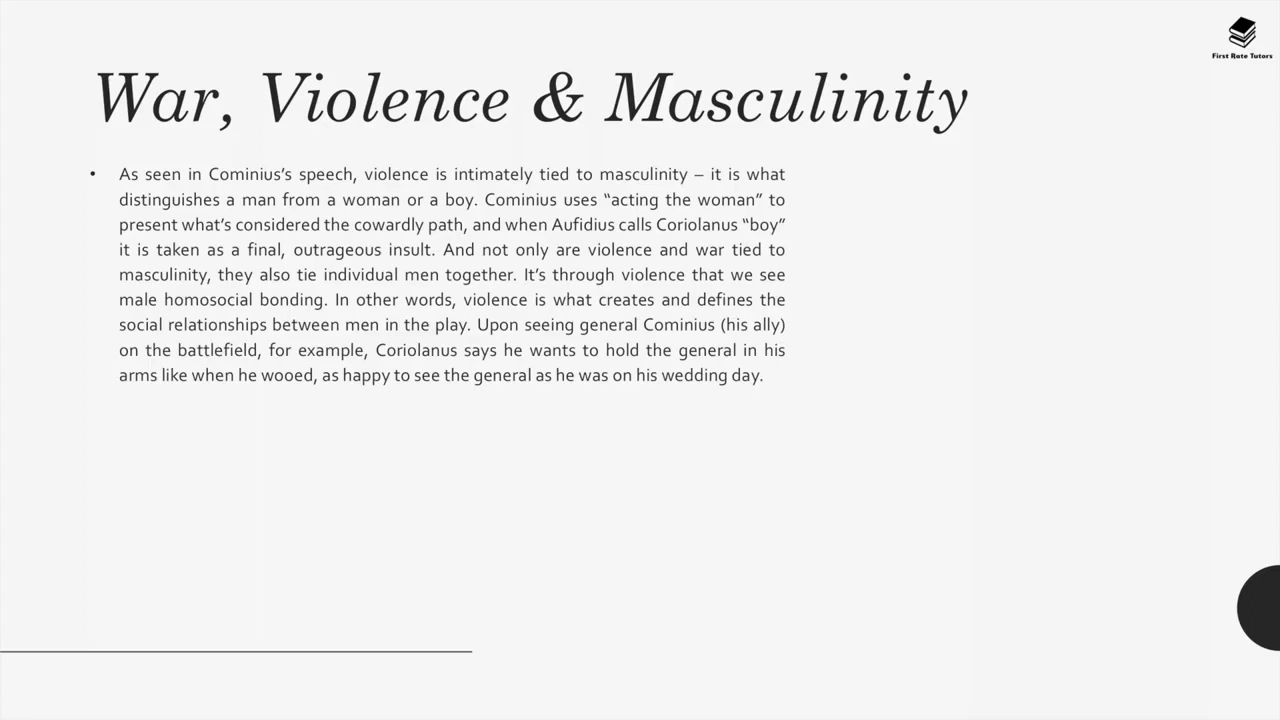 First Rate Tutors
War, Violence & Masculinity
• As seen in Cominius’s speech, violence is intimately tied to masculinity – it is what
distinguishes a man from a woman or a boy. Cominius uses “acting the woman” to
present what’s considered the cowardly path, and when Aufidius calls Coriolanus “boy”
it is taken as a final, outrageous insult. And not only are violence and war tied to
masculinity, they also tie individual men together. It’s through violence that we see
male homosocial bonding. In other words, violence is what creates and defines the
social relationships between men in the play. Upon seeing general Cominius (his ally)
on the battlefield, for example, Coriolanus says he wants to hold the general in his
arms like when he wooed, as happy to see the general as he was on his wedding day.